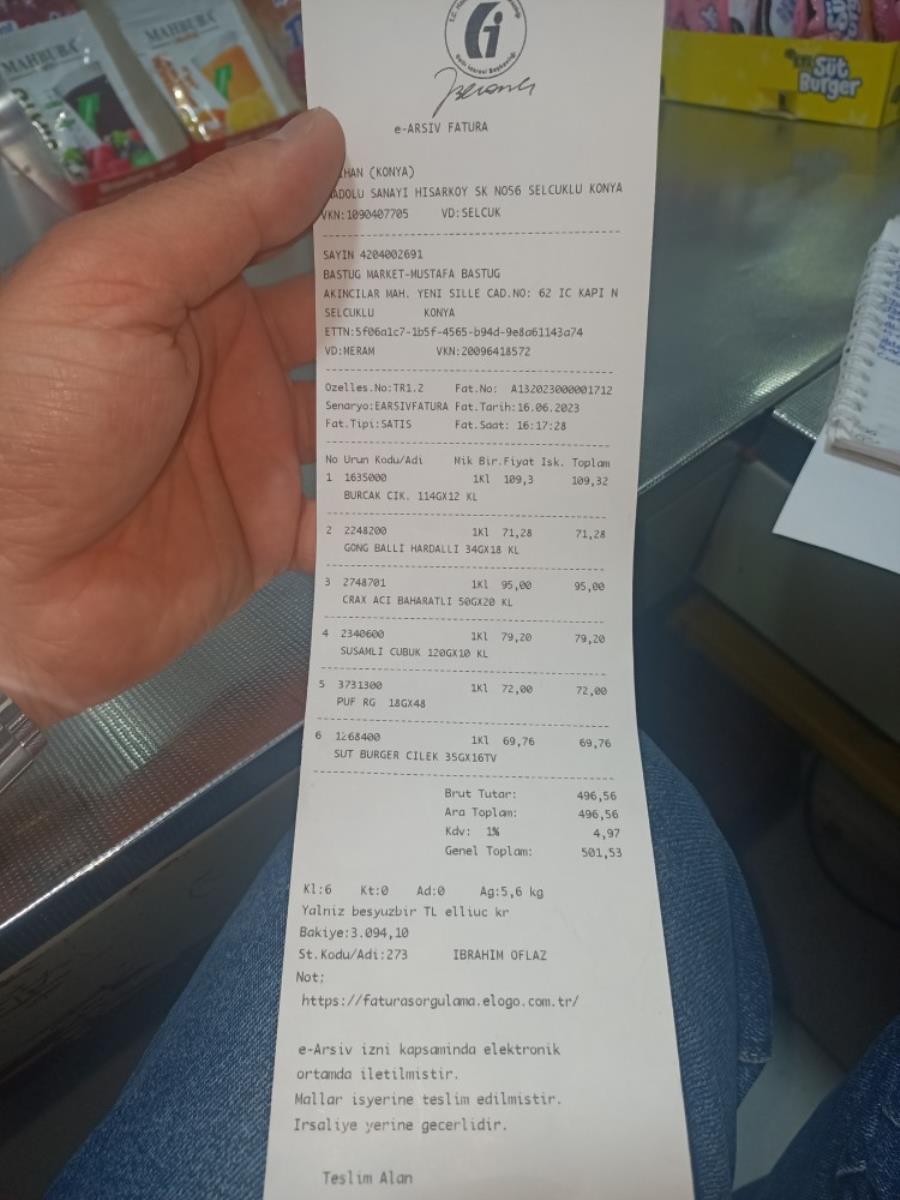 MAHBUBA
MAHBUBA
ETi Süt Burger
Gelir İdaresi Başkanlığı
e-ARSIV FATURA
HAN (KONYA)
ADOLU SANAYI HISARKOY SK NO56 SELCUKLU KONYA
VKN:1090407705 VD:SELCUK
SAYIN 4204002691
BASTUG MARKET-MUSTAFA BASTUG
AKINCILAR MAH. YENI SILLE CAD.NO: 62 IC KAPI N
SELCUKLU KONYA
ETTN:5f06a1c7-1b5f-4565-b94d-9e8a61143a74
VD:MERAM VKN:20096418572
Ozelles.No:TR1.2 Fat.No: A132023000001712
Senaryo:EARSIVFATURA Fat.Tarih:16.06.2023
Fat.Tipi:SATIS Fat.Saat: 16:17:28
No Urun Kodu/Adi Mik Bir.Fiyat Isk. Toplam
1 1635000 1Kl 109,3 109,32
BURCAK CIK. 114GX12 KL
2 2248200 1Kl 71,28 71,28
GONG BALLI HARDALLI 34GX18 KL
3 2748701 1Kl 95,00 95,00
CRAX ACI BAHARATLI 50GX20 KL
4 2340600 1Kl 79,20 79,20
SUSAMLI CUBUK 120GX10 KL
5 3731300 1Kl 72,00 72,00
PUF RG 18GX48
6 1268400 1Kl 69,76 69,76
SUT BURGER CILEK 35GX16TV
Brut Tutar: 496,56
Ara Toplam: 496,56
Kdv: 1% 4,97
Genel Toplam: 501,53
Kl:6 Kt:0 Ad:0 Ag:5,6 kg
Yalniz besyuzbir TL elliuc kr
Bakiye:3.094,10
St.Kodu/Adi:273 IBRAHIM OFLAZ
Not:
https://faturasorgulama.elogo.com.tr/
e-Arsiv izni kapsaminda elektronik
ortamda iletilmistir.
Mallar isyerine teslim edilmistir.
Irsaliye yerine gecerlidir.
Teslim Alan